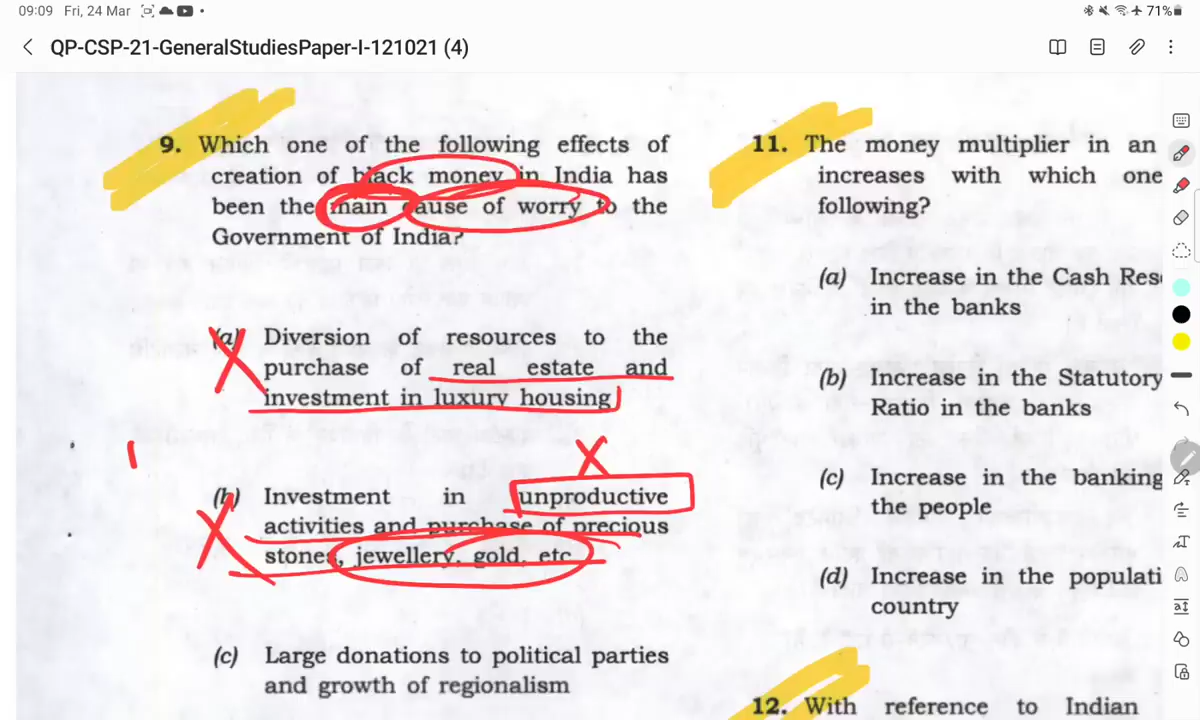 09:09 Fri, 24 Mar
71%
QP-CSP-21-GeneralStudiesPaper-I-121021 (4)
9. Which one of the following effects of
creation of black money in India has
been the main cause of worry to the
Government of India?
(a) Diversion of resources to the
purchase of real estate and
investment in luxury housing
(b) Investment in unproductive
activities and purchase of precious
stones, jewellery, gold, etc.
(c) Large donations to political parties
and growth of regionalism
11. The money multiplier in an
increases with which one
following?
(a) Increase in the Cash Res
in the banks
(b) Increase in the Statutory
Ratio in the banks
(c) Increase in the banking
the people
(d) Increase in the populati
country
12. With reference to Indian